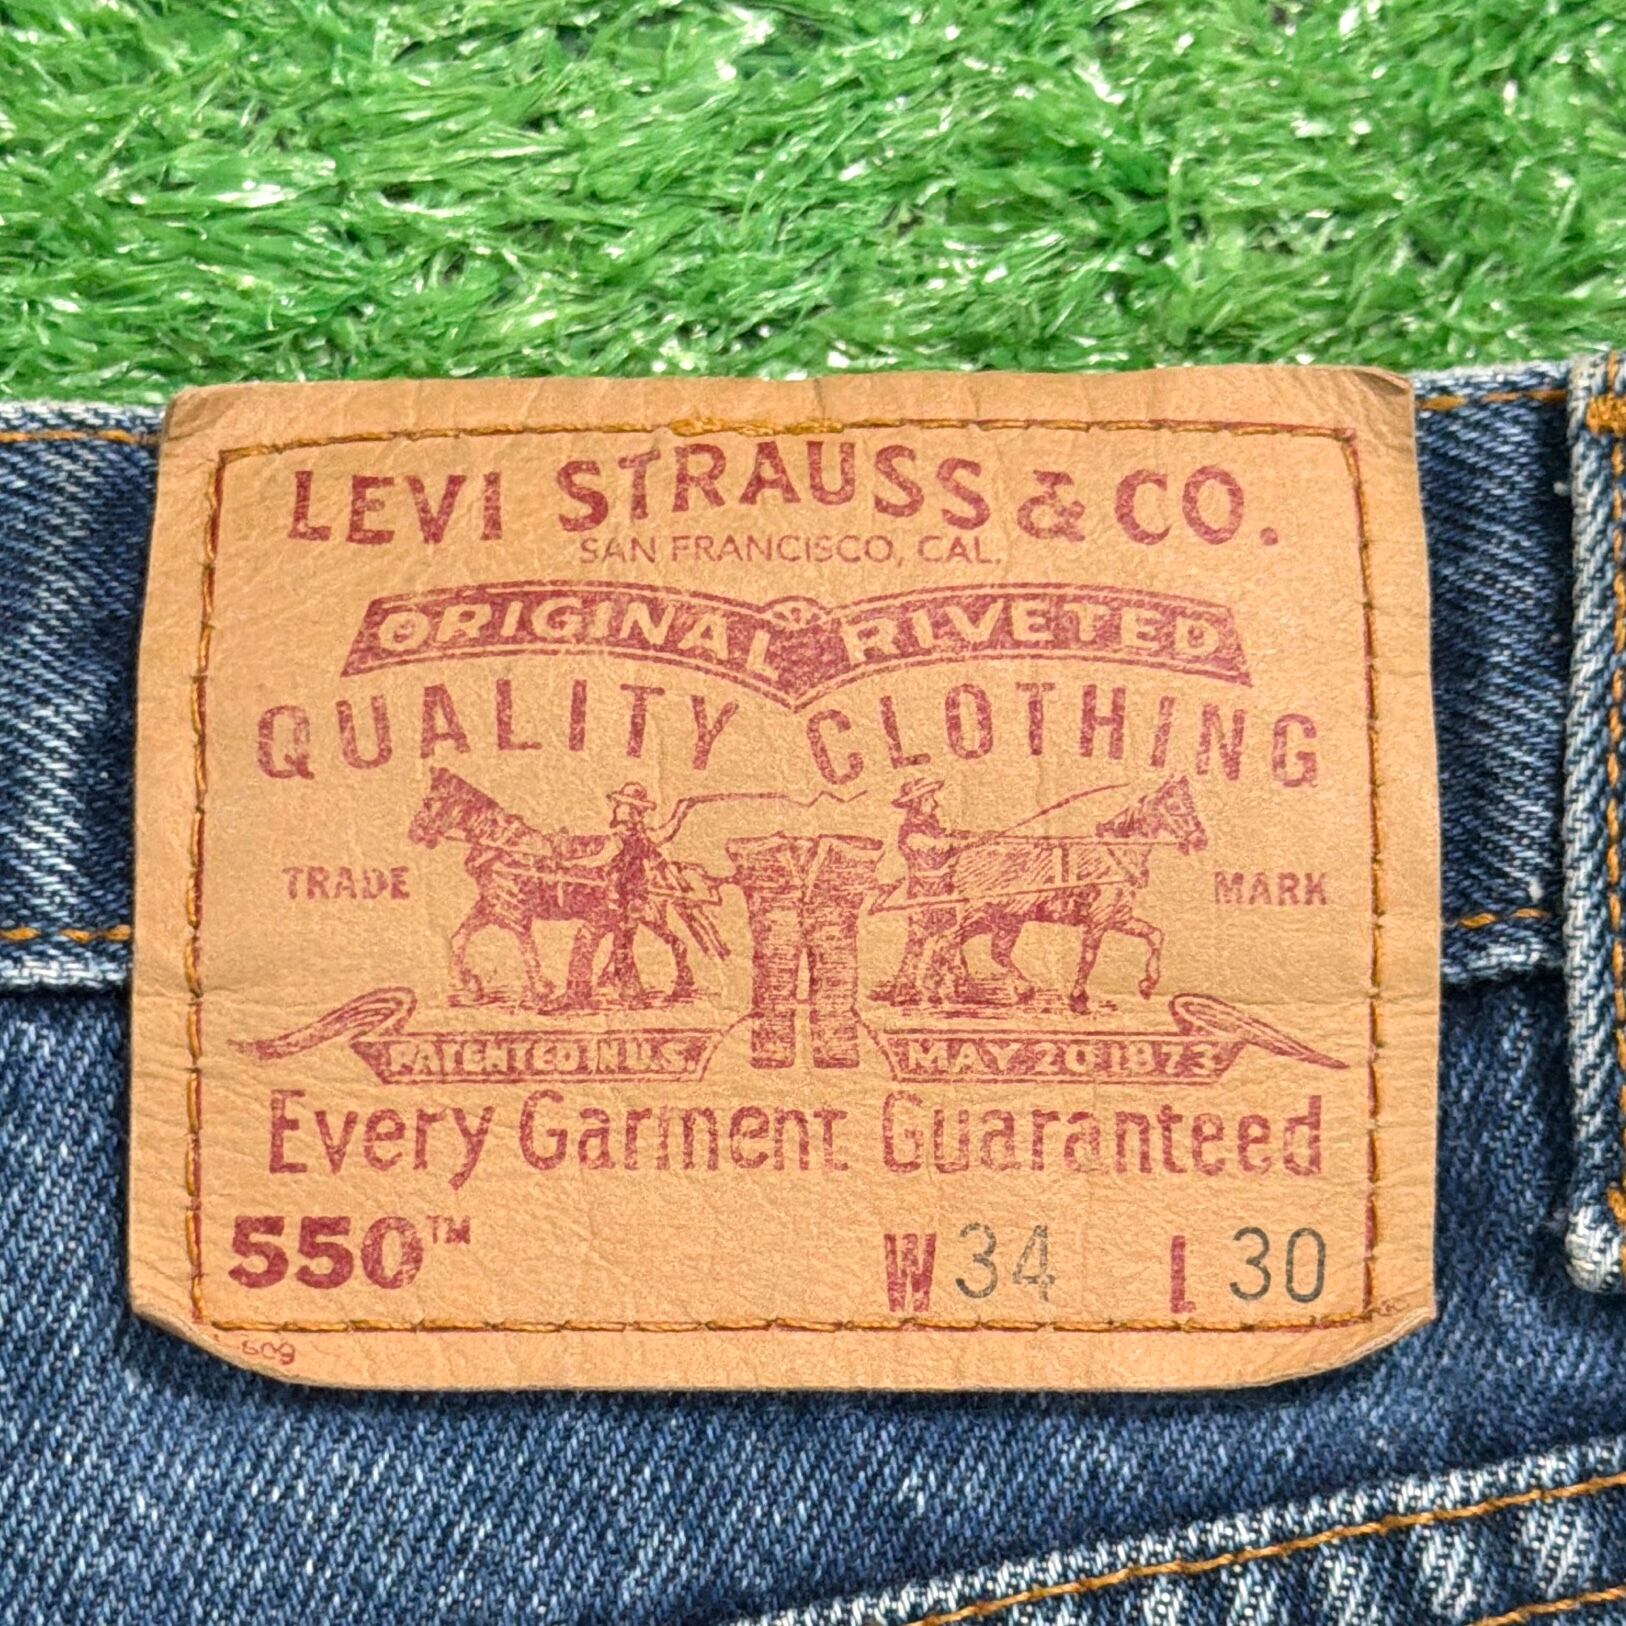 LEVI STRAUSS & CO.
SAN FRANCISCO, CAL.
ORIGINAL RIVETED
QUALITY CLOTHING
TRADE MARK
PATENTED IN U.S. MAY 20 1873
Every Garment Guaranteed
550™ W 34 L 30